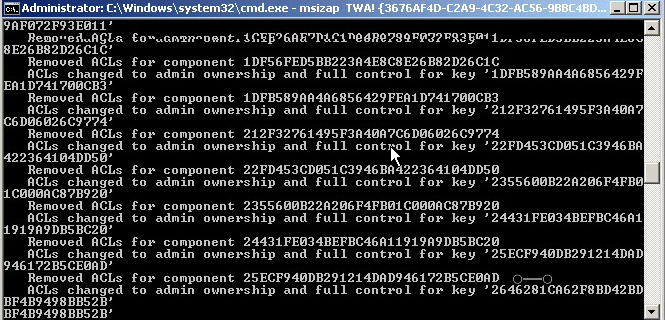 Administrator: C:\Windows\system32\cmd.exe - msizap TWA! {3676AF4D-C2A9-4C32-AC56-9BBC4BD...
9AF072F93E011'
Removed ACLs for component
8E26B82D26C1C'
Removed ACLs for component 1DF56FED5BB223A4E8C8E26B82D26C1C
ACLs changed to admin ownership and full control for key '1DFB589AA4A6856429F
EA1D741700CB3'
Removed ACLs for component 1DFB589AA4A6856429FEA1D741700CB3
ACLs changed to admin ownership and full control for key '212F32761495F3A40A7
C6D06026C9774'
Removed ACLs for component 212F32761495F3A40A7C6D06026C9774
ACLs changed to admin ownership and full control for key '22FD453CD051C3946BA
422364104DD50'
Removed ACLs for component 22FD453CD051C3946BA422364104DD50
ACLs changed to admin ownership and full control for key '2355600B22A206F4FB0
1C000AC87B920'
Removed ACLs for component 2355600B22A206F4FB01C000AC87B920
ACLs changed to admin ownership and full control for key '24431FE034BEFBC46A1
1919A9DB5BC20'
Removed ACLs for component 24431FE034BEFBC46A11919A9DB5BC20
ACLs changed to admin ownership and full control for key '25ECF940DB291214DAD
946172B5CE0AD'
Removed ACLs for component 25ECF940DB291214DAD946172B5CE0AD
ACLs changed to admin ownership and full control for key '2646281CA62F8BD42BD
BF4B9498BB52B'
BF4B9498BB52B'